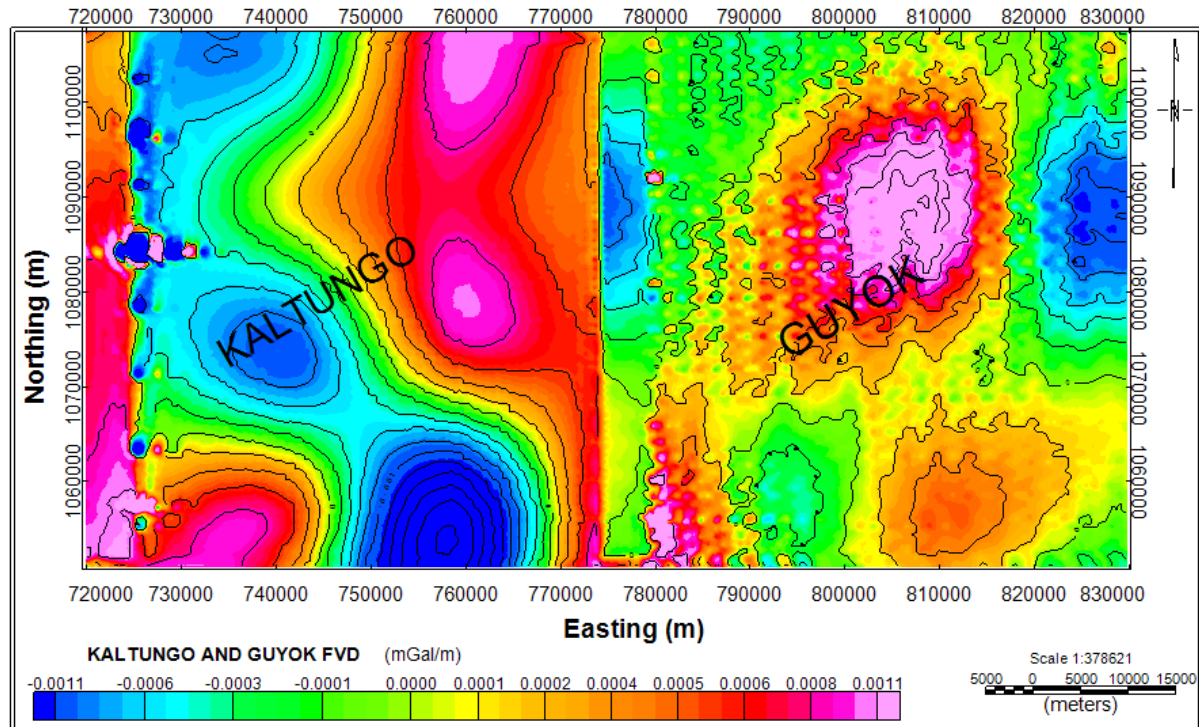 720000 730000 740000 750000 760000 770000 780000 790000 800000 810000 820000 830000
1100000 1090000 1080000 1070000 1060000
Northing (m)
KALTUNGO
GUYOK
1100000 1090000 1080000 1070000 1060000
720000 730000 740000 750000 760000 770000 780000 790000 800000 810000 820000 830000
Easting (m)
KALTUNGO AND GUYOK FVD (mGal/m)
-0.0011 -0.0006 -0.0003 -0.0001 0.0000 0.0001 0.0002 0.0004 0.0005 0.0006 0.0008 0.0011
Scale 1:378621
5000 0 5000 10000 15000
(meters)